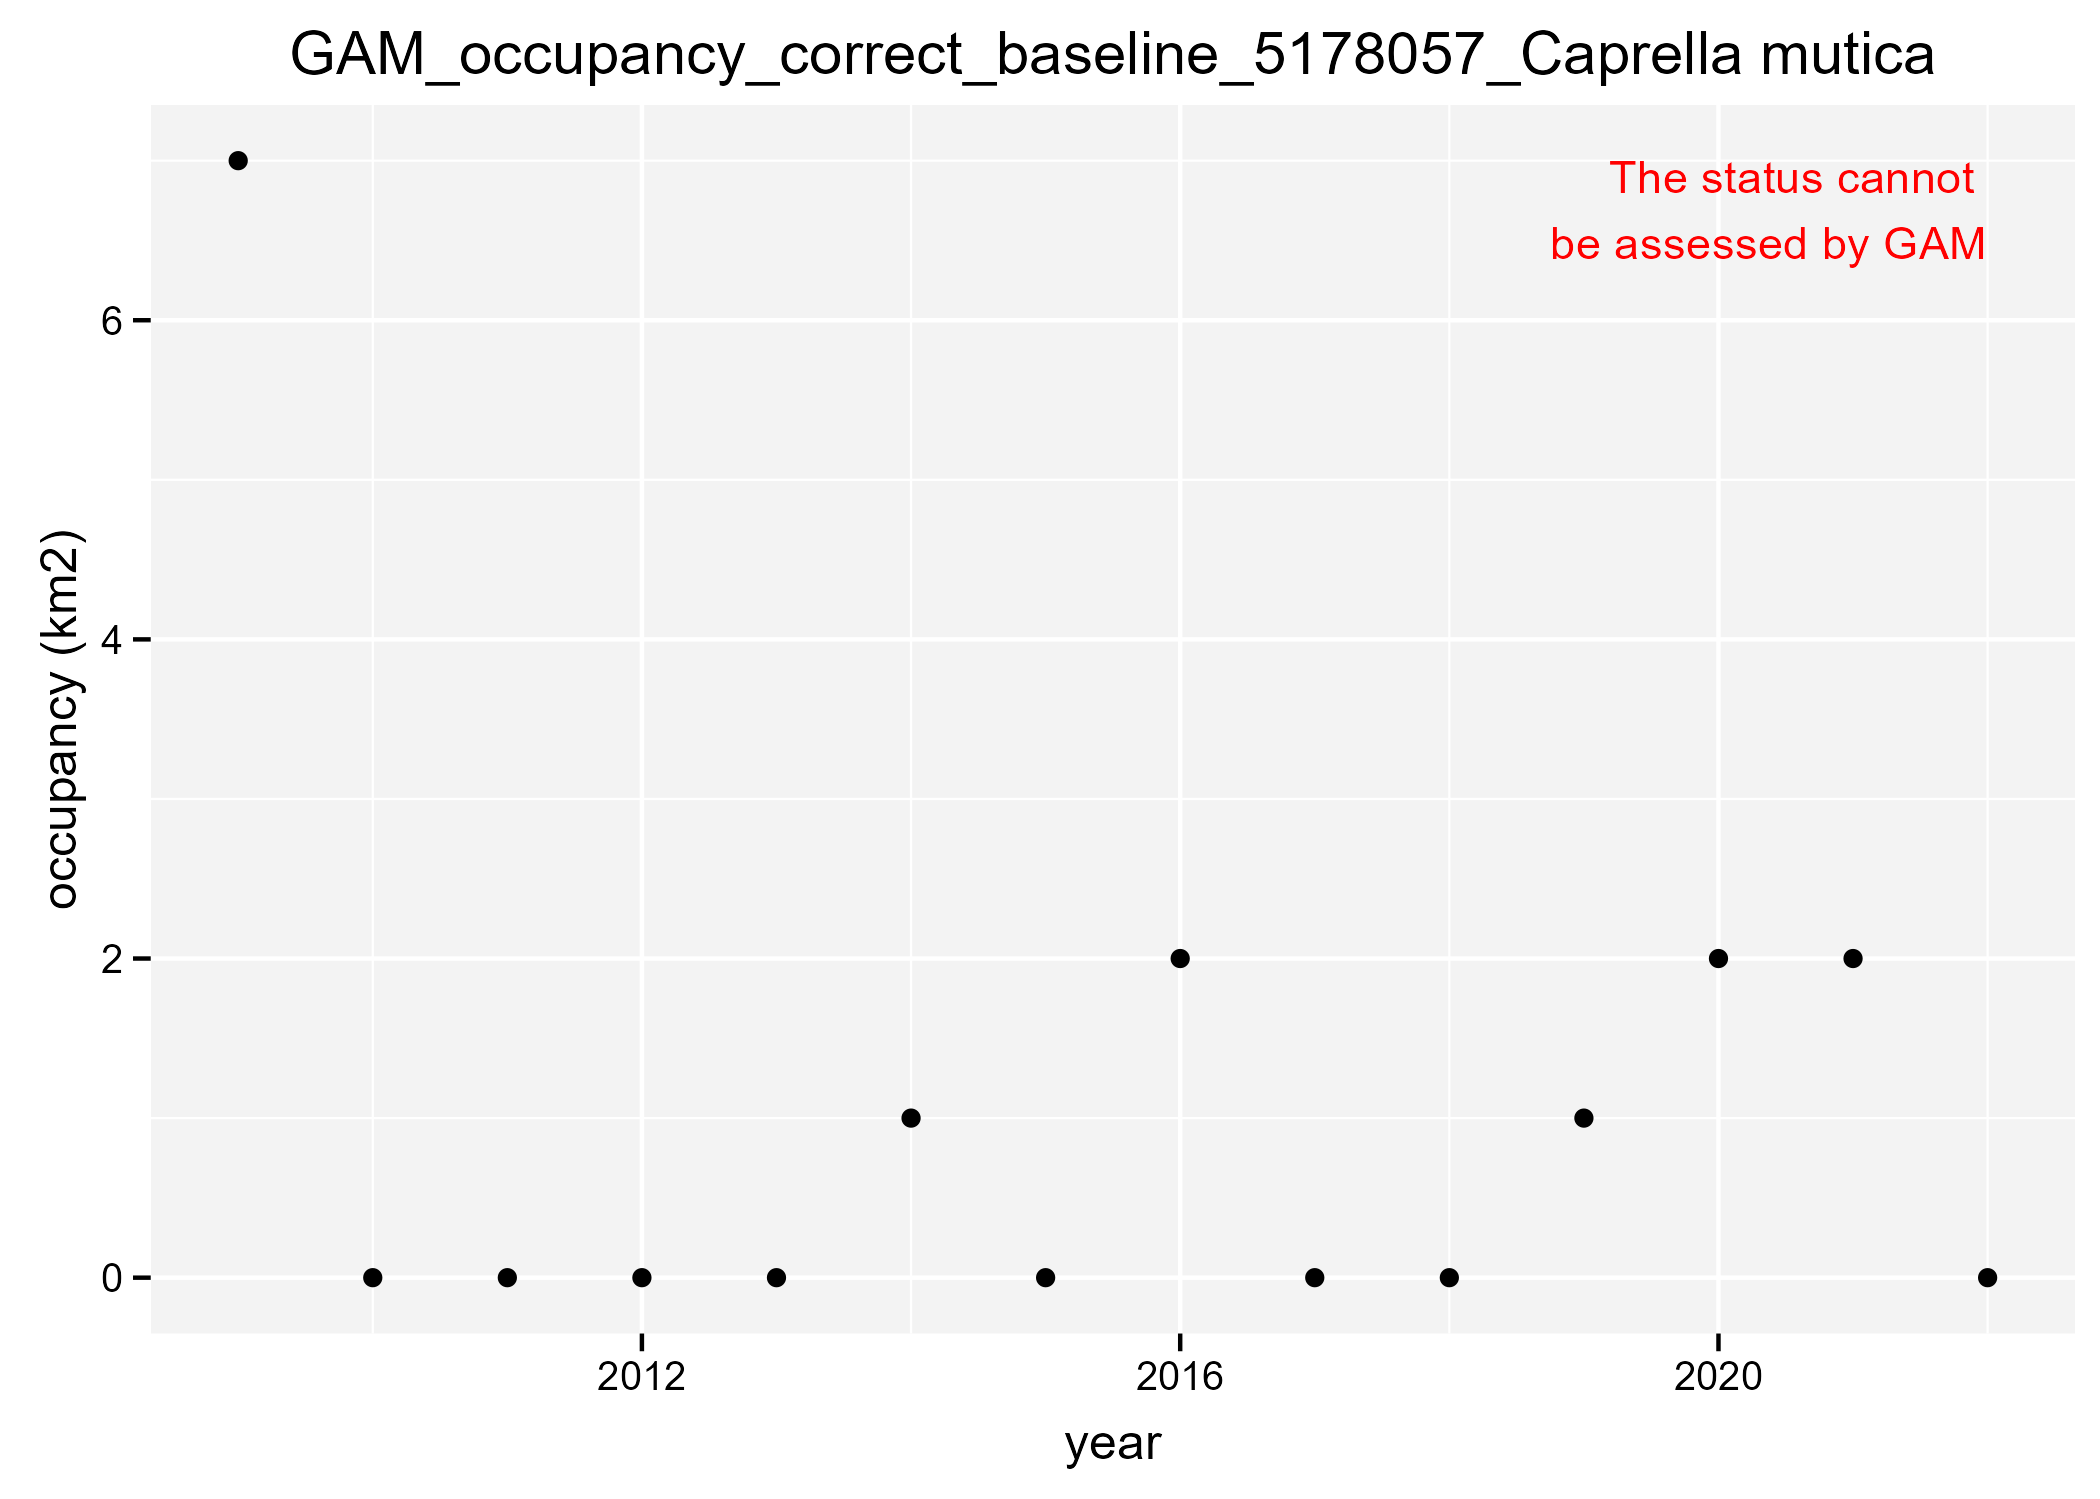 GAM_occupancy_correct_baseline_5178057_Caprella mutica
The status cannot
be assessed by GAM
occupancy (km2)
6
4
2
0
2012
2016
2020
year